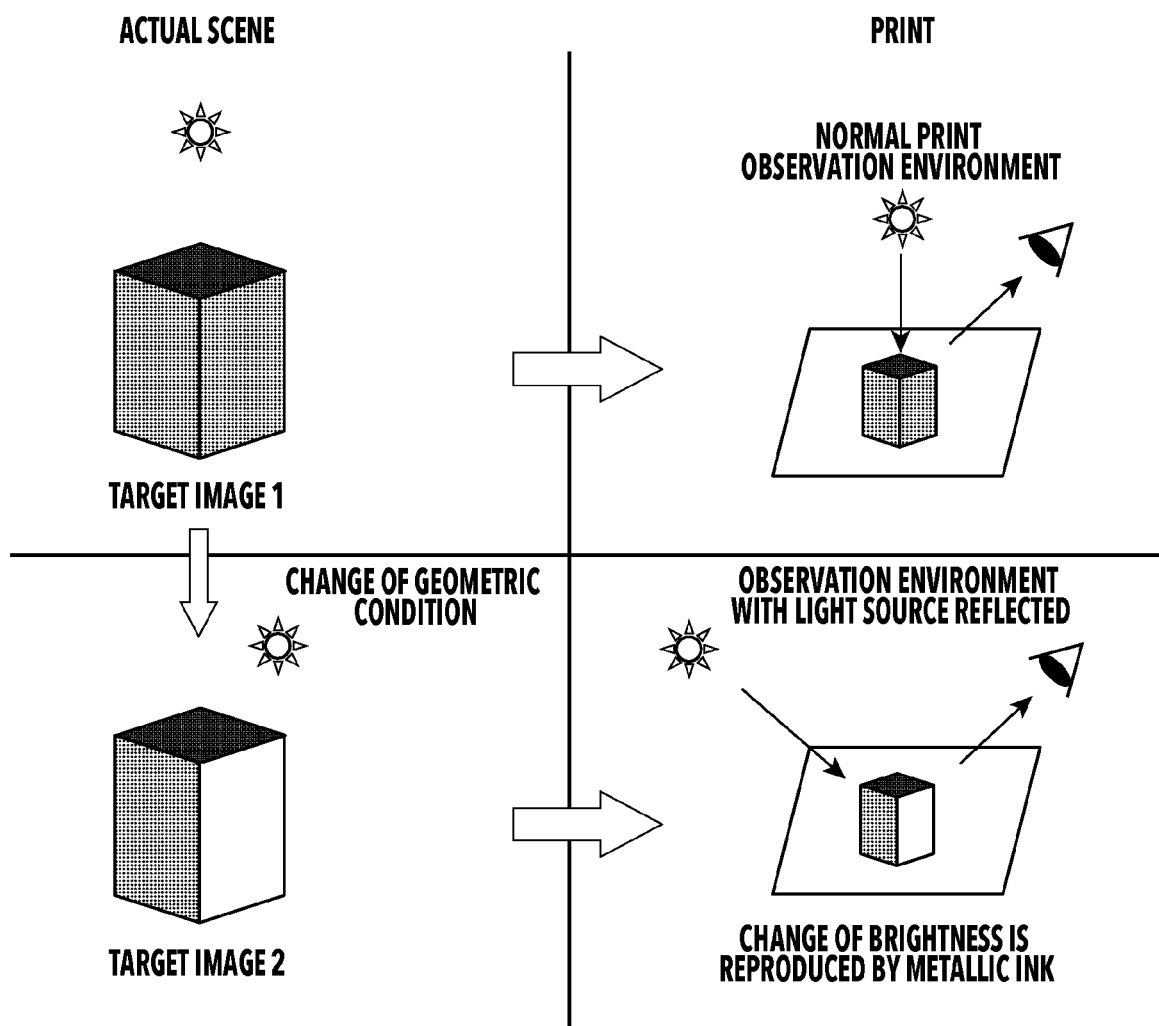 ACTUAL SCENE
PRINT
NORMAL PRINT
OBSERVATION ENVIRONMENT
TARGET IMAGE 1
CHANGE OF GEOMETRIC
CONDITION
OBSERVATION ENVIRONMENT
WITH LIGHT SOURCE REFLECTED
TARGET IMAGE 2
CHANGE OF BRIGHTNESS IS
REPRODUCED BY METALLIC INK